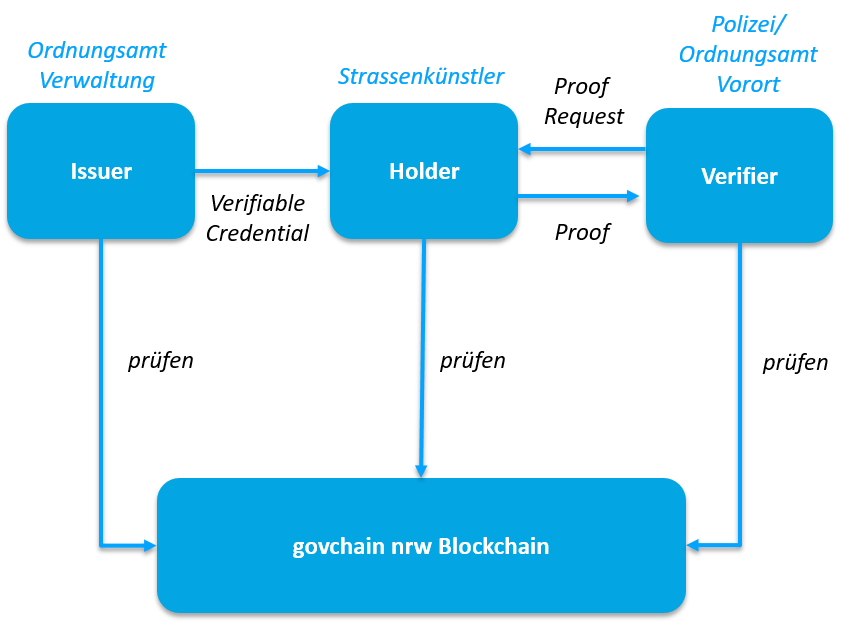 Ordnungsamt
Verwaltung
Strassenkünstler
Polizei/
Ordnungsamt
Vorort
Issuer
Holder
Verifier
Verifiable
Credential
Proof
Request
Proof
prüfen
prüfen
prüfen
govchain nrw Blockchain